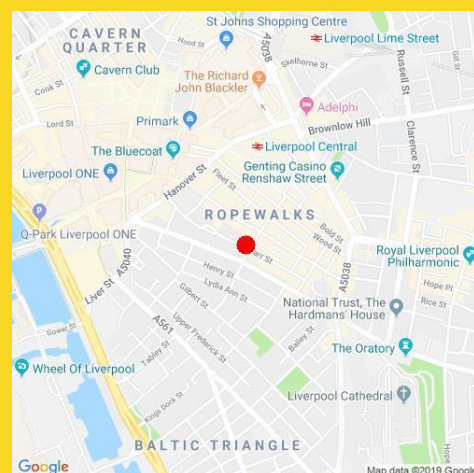 St Johns Shopping Centre
CAVERN
QUARTER
Hood St
A5038
Liverpool Lime Street
Skelhorne St
Gill St
Cavern Club
Cook St
The Richard
John Blackler
Russell St
Adelphi
Lord St
Primark
Brownlow Hill
Clarence St
The Bluecoat
Liverpool Central
Hanover St
Fleet St
Genting Casino
Renshaw Street
Liverpool ONE
ROPEWALKS
Q-Park Liverpool ONE
Bold St
Wood St
Royal Liverpool
Philharmonic
A5040
Henry St
A5038
Hope Pl
Liver St
Lydia Ann St
Gilbert St
National Trust, The
Hardmans' House
Rice St
A561
Upper Frederick St
Gower St
Bailey St
Tabley St
The Oratory
Wheel Of Liverpool
Liverpool Cathedral
Kings Dock St
BALTIC TRIANGLE
Google
Map data ©2019 Google